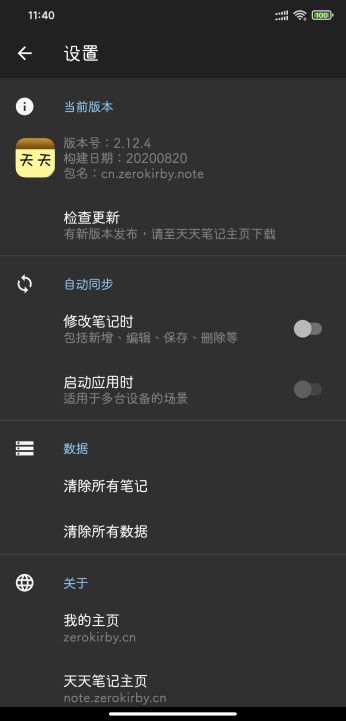 11:40
100
设置
当前版本
天天
版本号：2.12.4
构建日期：20200820
包名：cn.zerokirby.note
检查更新
有新版本发布，请至天天笔记主页下载
自动同步
修改笔记时
包括新增、编辑、保存、删除等
启动应用时
适用于多台设备的场景
数据
清除所有笔记
清除所有数据
关于
我的主页
zerokirby.cn
天天笔记主页
note.zerokirby.cn